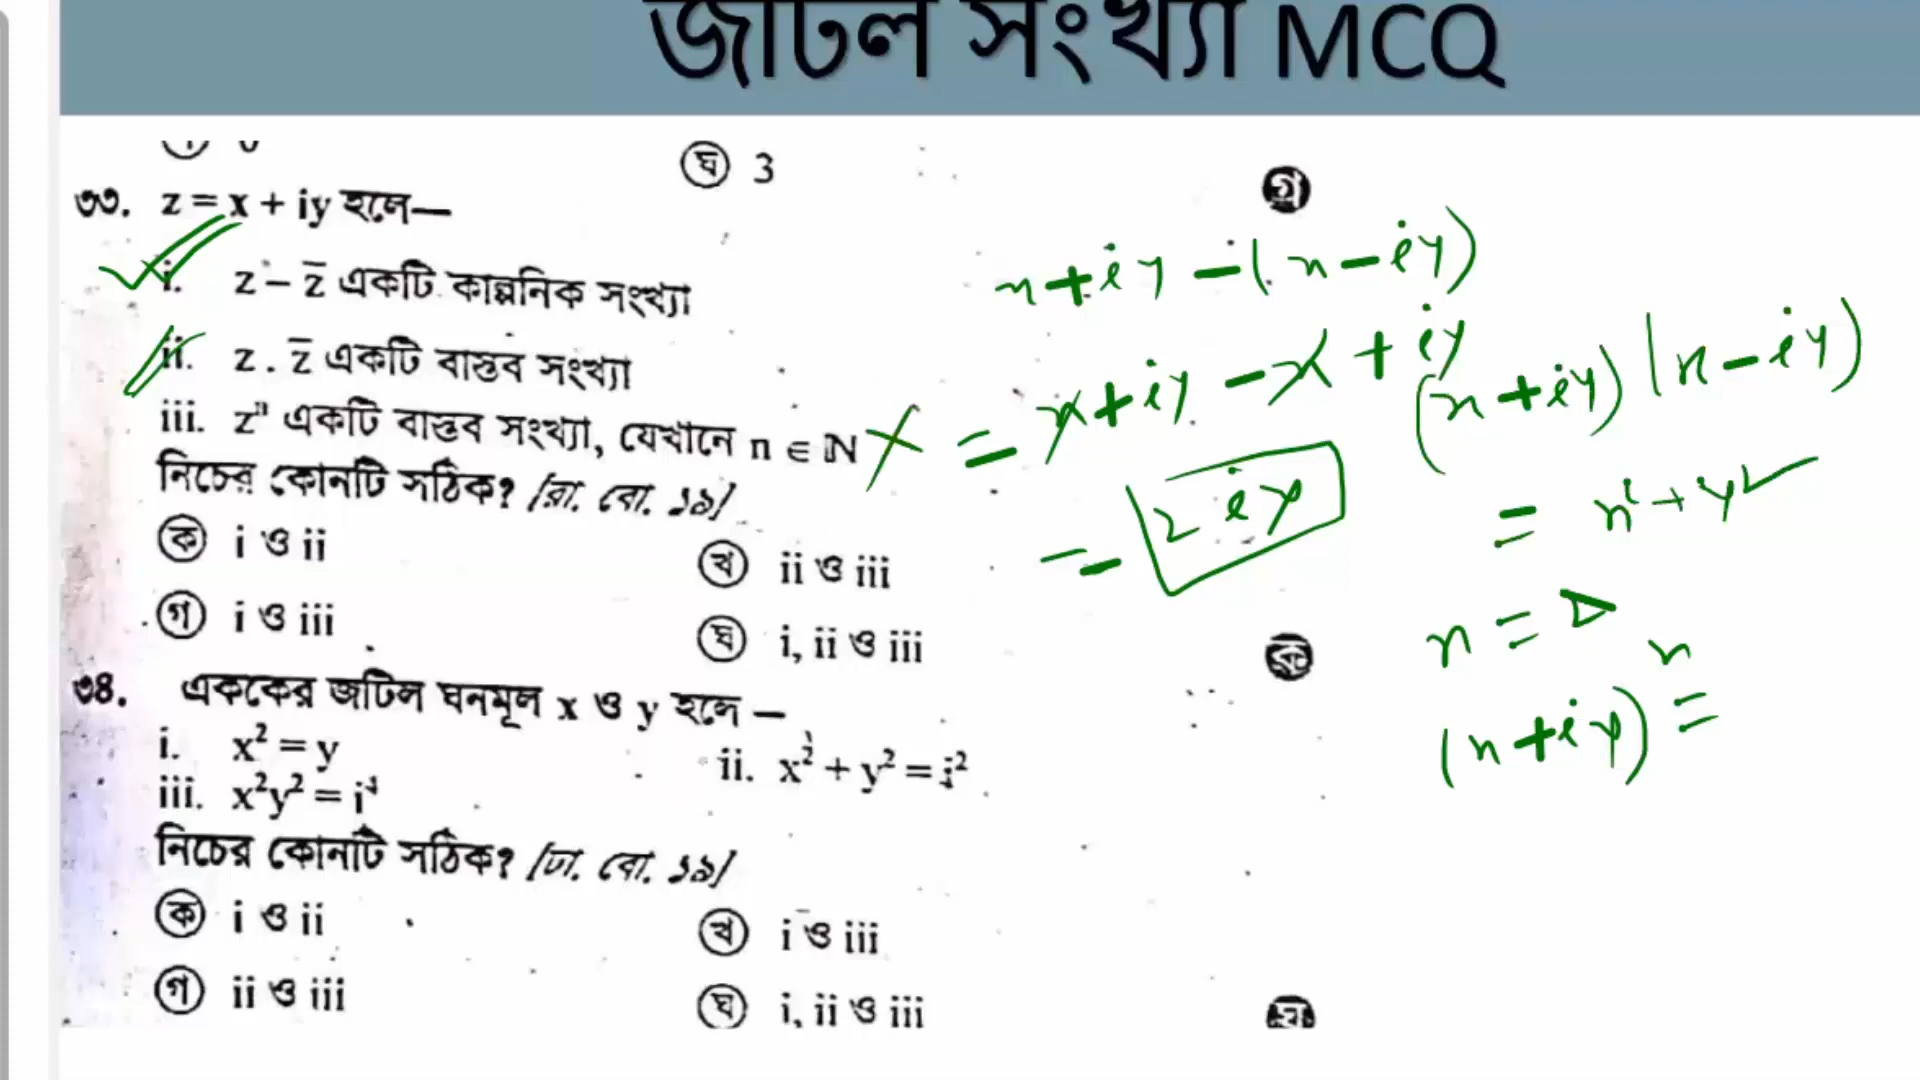 জটিল সংখ্যা MCQ
ঘ 3
গ
৩৩. z = x + iy হলে—
i. z – z̅ একটি কাল্পনিক সংখ্যা
ii. z . z̅ একটি বাস্তব সংখ্যা
iii. zⁿ একটি বাস্তব সংখ্যা, যেখানে n ∈ ℕ
নিচের কোনটি সঠিক? [রা. বো. ১৯]
ক i ও ii
খ ii ও iii
গ i ও iii
ঘ i, ii ও iii
ক
৩৪. এককের জটিল ঘনমূল x ও y হলে —
i. x² = y
ii. x² + y² = i²
iii. x²y² = i⁴
নিচের কোনটি সঠিক? [ঢা. বো. ১৯]
ক i ও ii
খ i ও iii
গ ii ও iii
ঘ i, ii ও iii
ঘ
x+iy –(x–iy)
= x+iy –x+iy
= 2iy
(x+iy)(x–iy)
= x²+y²
(x+iy)ⁿ =